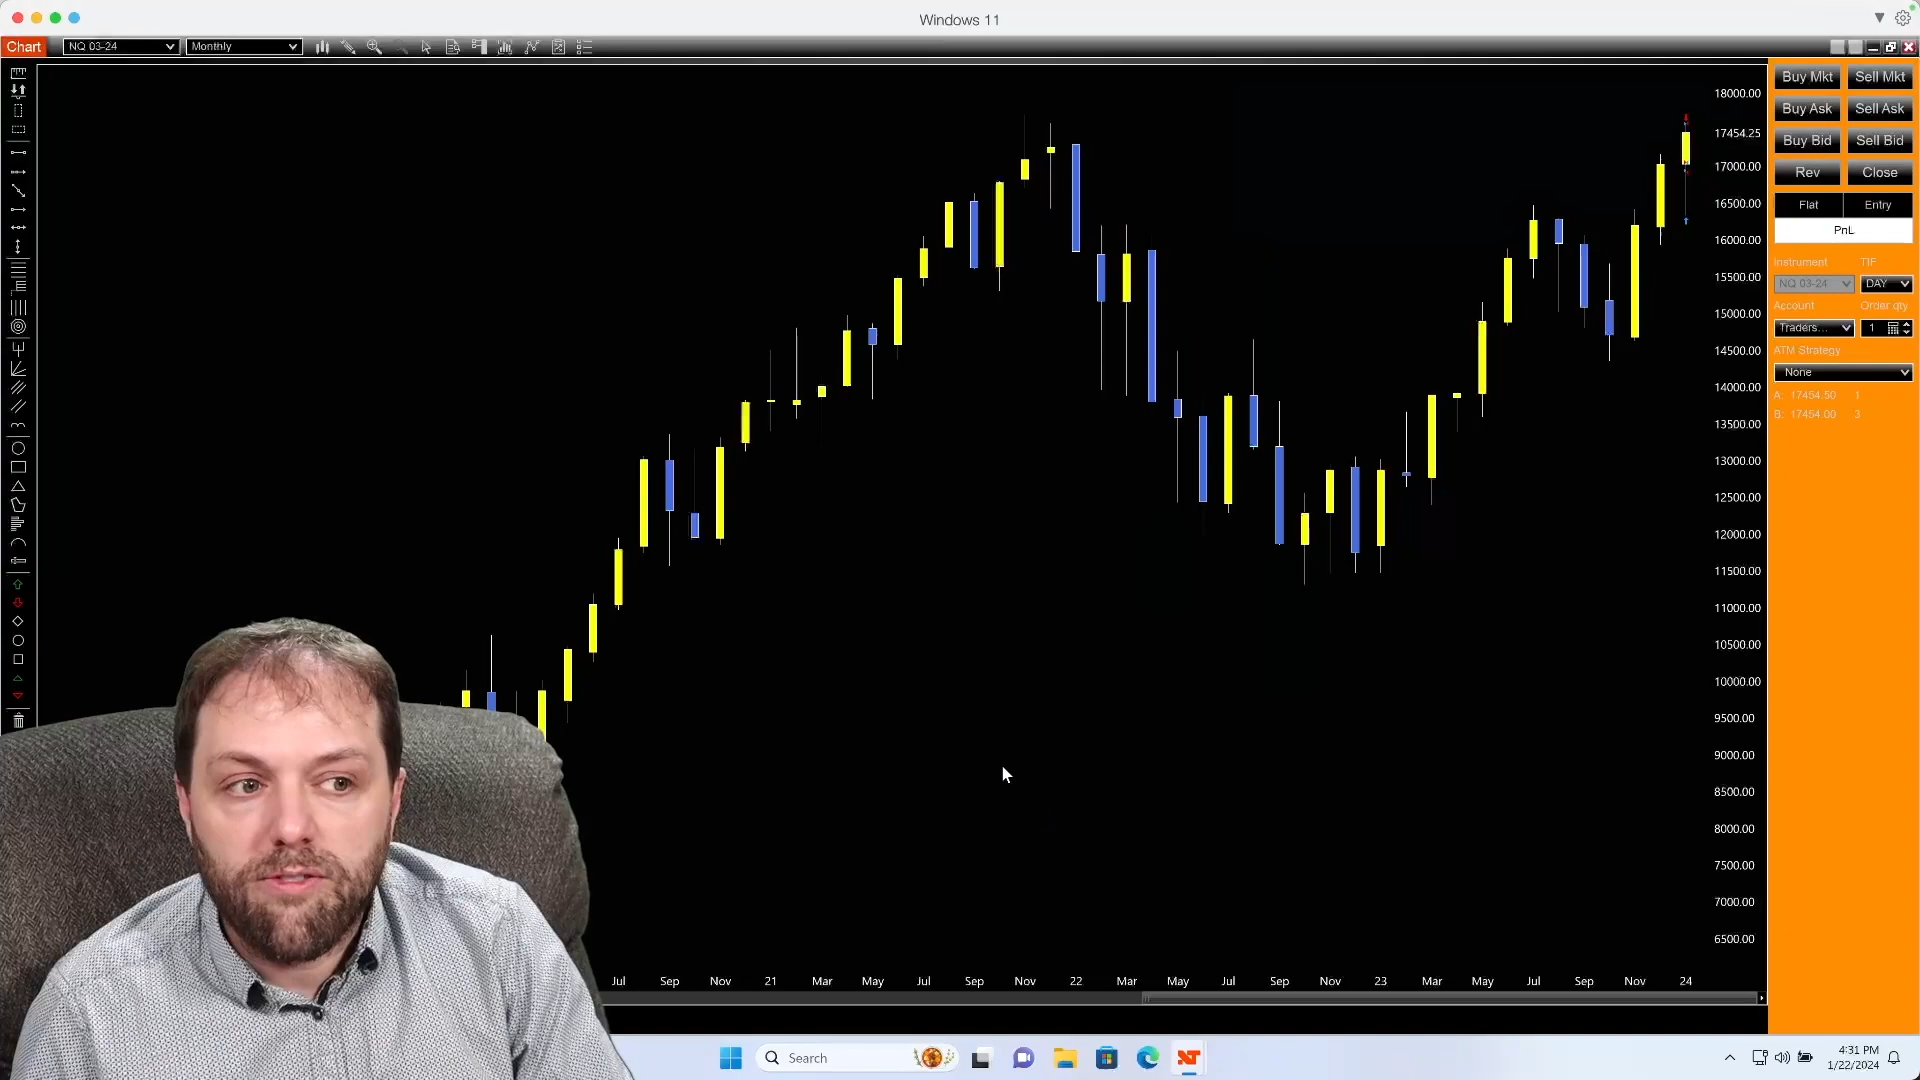 Windows 11
Chart NQ 03-24 Monthly
Buy Mkt Sell Mkt
Buy Ask Sell Ask
Buy Bid Sell Bid
Rev Close
Flat Entry
PnL
Instrument TIF
NQ 03-24 DAY
Account Order qty
Traders... 1
ATM Strategy
None
A: 17454.50 1
B: 17454.00 3
18000.00
17454.25
17000.00
16500.00
16000.00
15500.00
15000.00
14500.00
14000.00
13500.00
13000.00
12500.00
12000.00
11500.00
11000.00
10500.00
10000.00
9500.00
9000.00
8500.00
8000.00
7500.00
7000.00
6500.00
Jul Sep Nov 21 Mar May Jul Sep Nov 22 Mar May Jul Sep Nov 23 Mar May Jul Sep Nov 24
Search
4:31 PM
1/22/2024